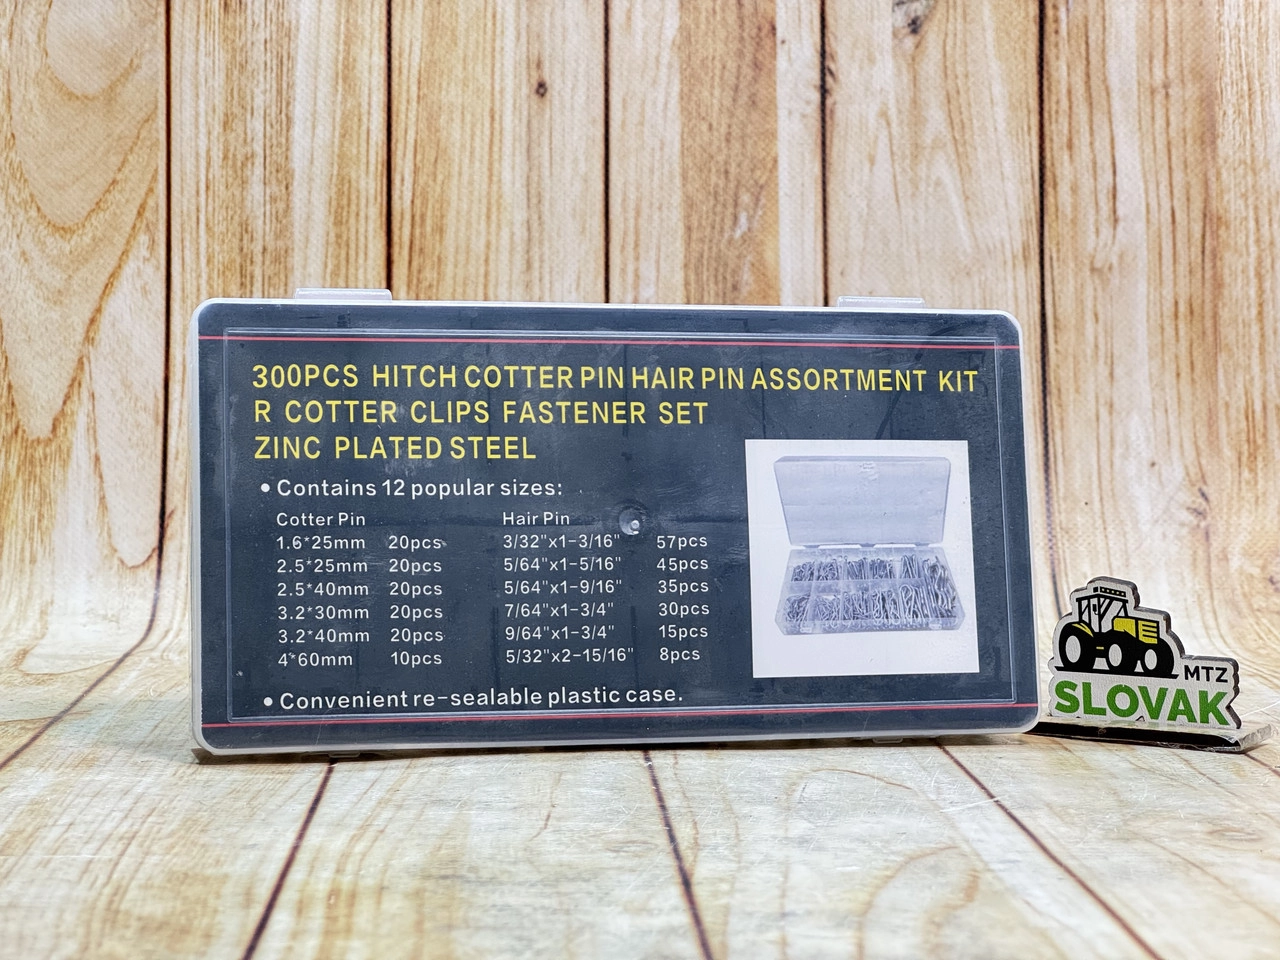 300PCS HITCH COTTER PIN HAIR PIN ASSORTMENT KIT
R COTTER CLIPS FASTENER SET
ZINC PLATED STEEL
• Contains 12 popular sizes:
Cotter Pin Hair Pin
1.6*25mm 20pcs 3/32"x1-3/16" 57pcs
2.5*25mm 20pcs 5/64"x1-5/16" 45pcs
2.5*40mm 20pcs 5/64"x1-9/16" 35pcs
3.2*30mm 20pcs 7/64"x1-3/4" 30pcs
3.2*40mm 20pcs 9/64"x1-3/4" 15pcs
4*60mm 10pcs 5/32"x2-15/16" 8pcs
• Convenient re-sealable plastic case.
MTZ
SLOVAK